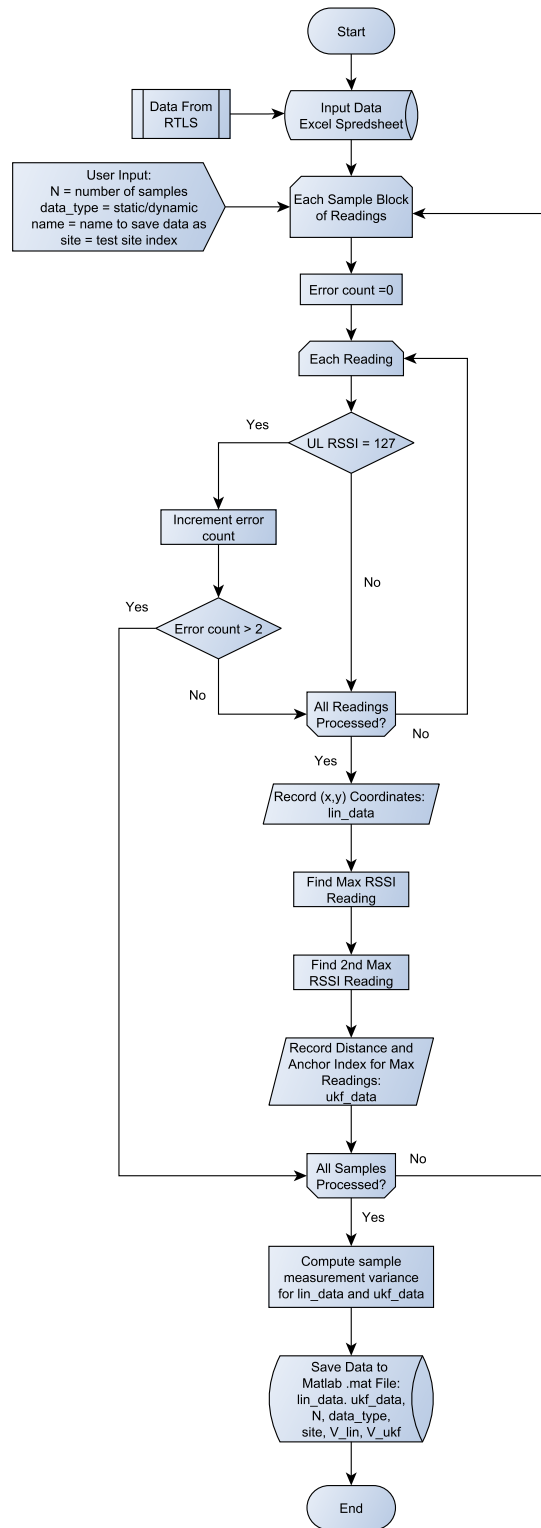 Start
Data From
RTLS
Input Data
Excel Spredsheet
User Input:
N = number of samples
data_type = static/dynamic
name = name to save data as
site = test site index
Each Sample Block
of Readings
Error count =0
Each Reading
Yes
UL RSSI = 127
Increment error
count
No
Yes
Error count > 2
No
All Readings
Processed?
No
Yes
Record (x,y) Coordinates:
lin_data
Find Max RSSI
Reading
Find 2nd Max
RSSI Reading
Record Distance and
Anchor Index for Max
Readings:
ukf_data
All Samples
Processed?
No
Yes
Compute sample
measurement variance
for lin_data and ukf_data
Save Data to
Matlab .mat File:
lin_data. ukf_data,
N, data_type,
site, V_lin, V_ukf
End